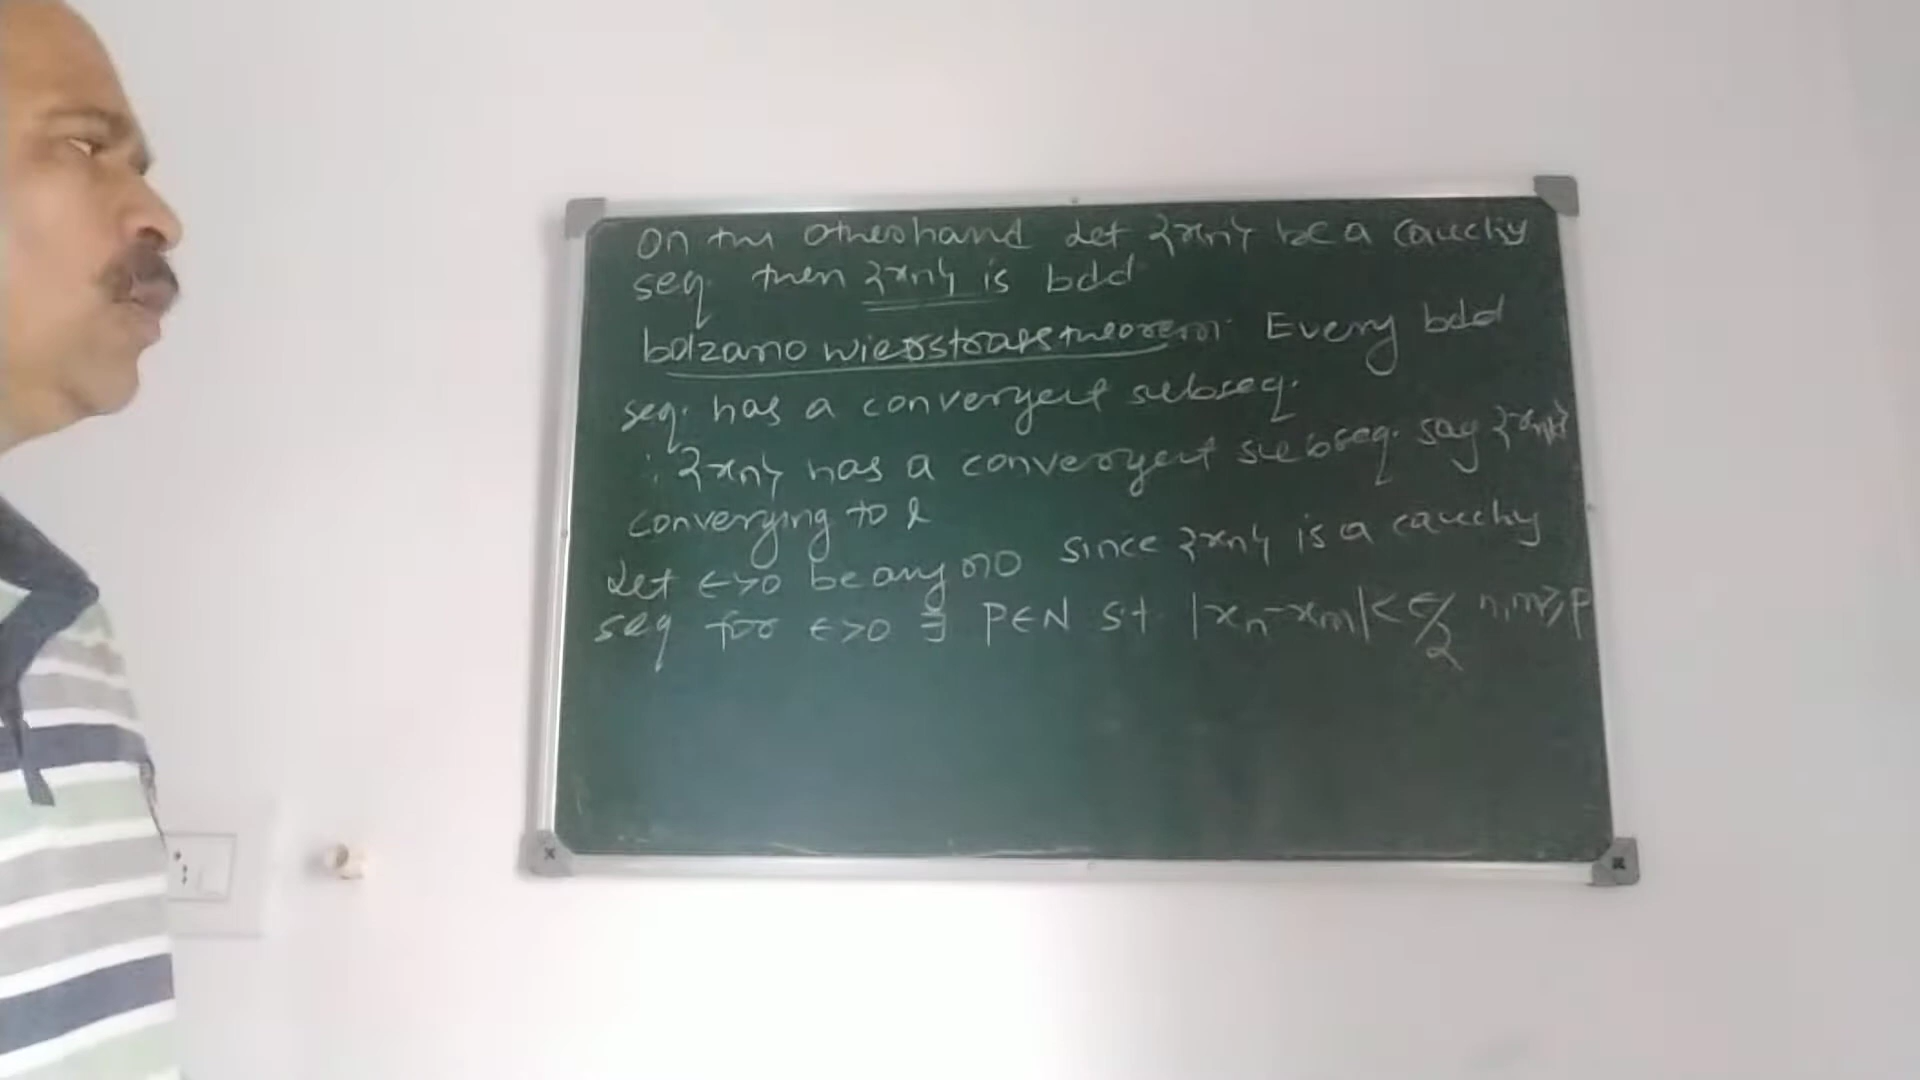 On the otherhand Let {xn} be a cauchy
seq. then {xn} is bdd
bolzano wierstrass theorem. Every bdd
seq. has a convergent subseq.
∴ {xn} has a convergent subseq. say {xnk}
converging to l
Let ϵ>0 be any no since {xn} is a cauchy
seq for ϵ>0 ∃ P∈N s.t. |xn-xm|<ϵ/2 n,m≥P